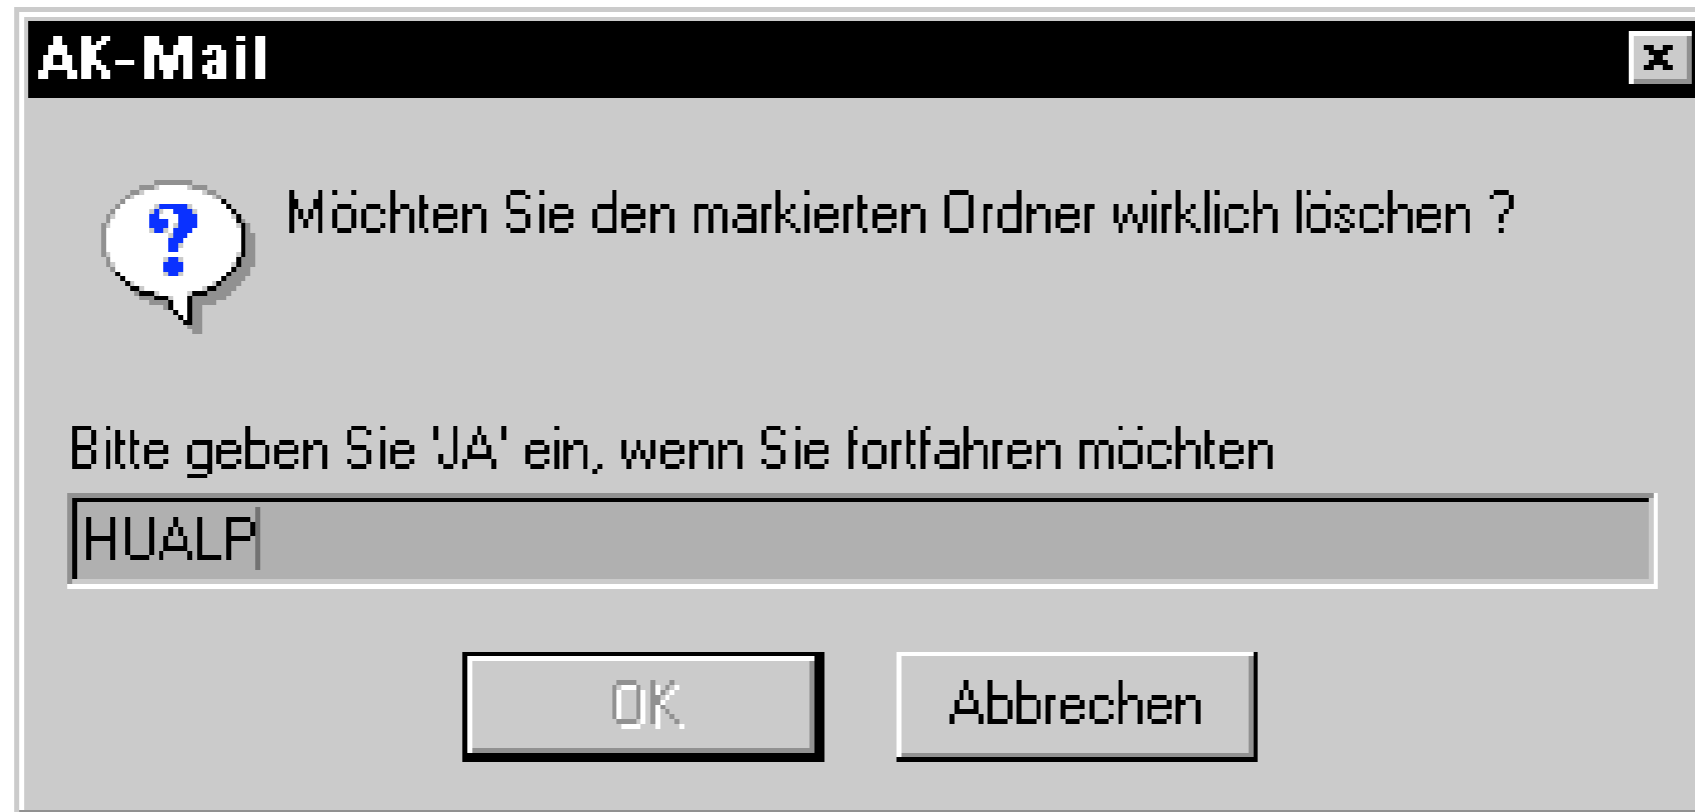 AK-Mail
Möchten Sie den markierten Ordner wirklich löschen ?
Bitte geben Sie 'JA' ein, wenn Sie fortfahren möchten
HUALP
OK
Abbrechen